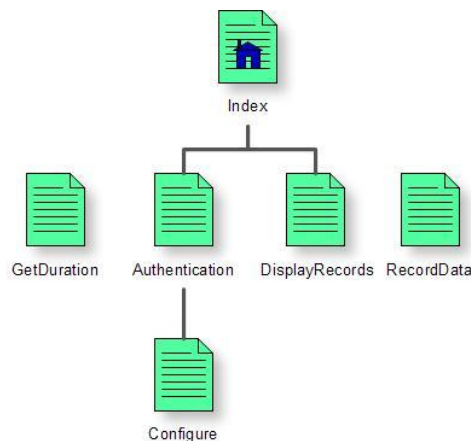 Index
GetDuration
Authentication
DisplayRecords
RecordData
Configure